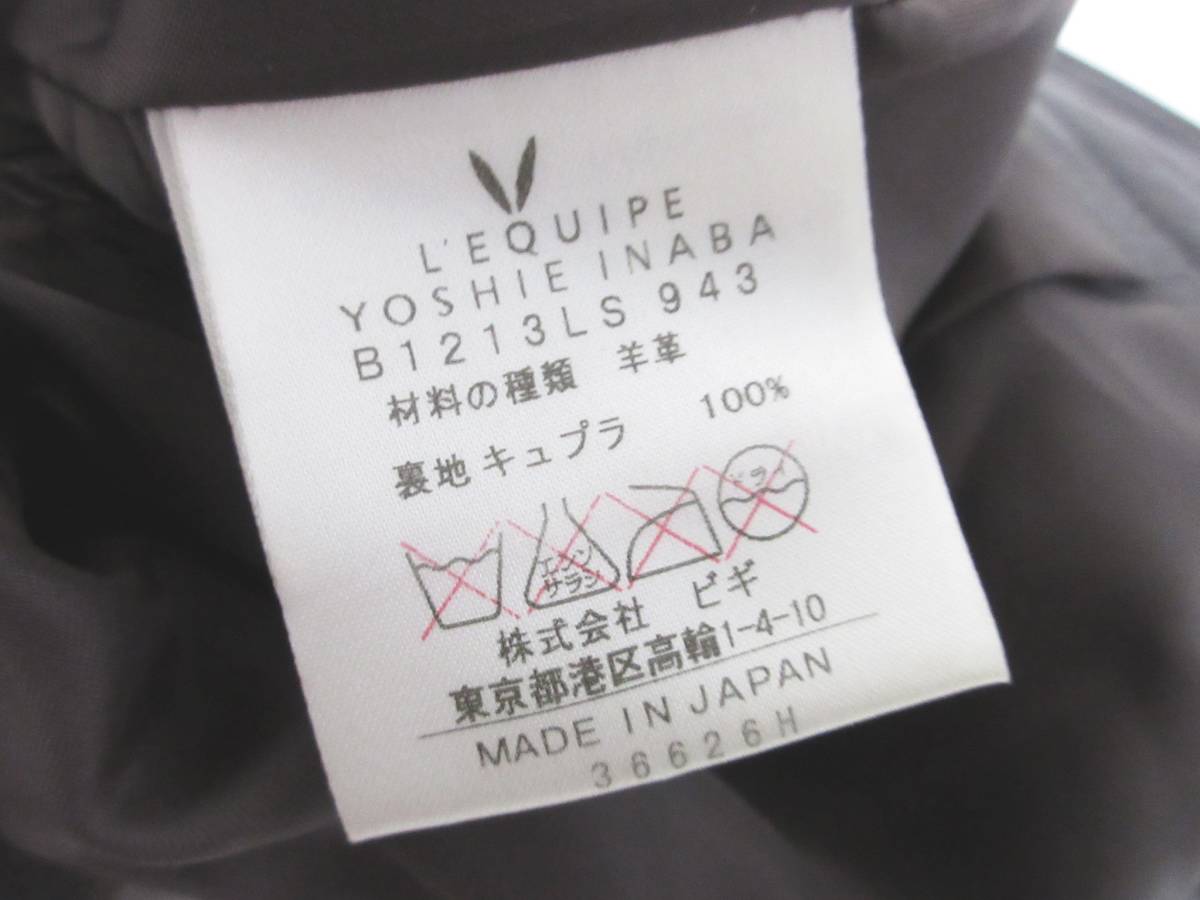 L'EQUIPE
YOSHIE INABA
B1213LS 943
材料の種類 羊革
裏地 キュプラ 100%
エンソ
サラシ
ドライ
株式会社 ビギ
東京都港区高輪1-4-10
MADE IN JAPAN
36626H